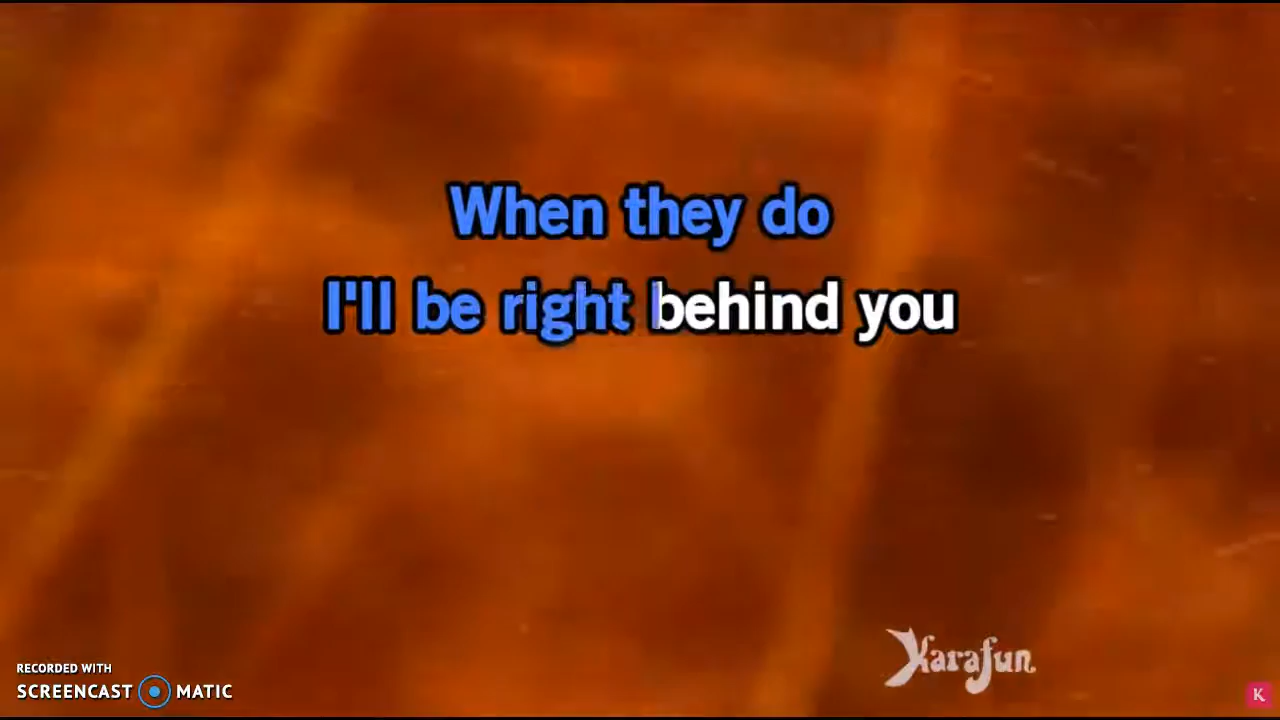 When they do
I'll be right behind you
Karafun
RECORDED WITH
SCREENCAST MATIC
K